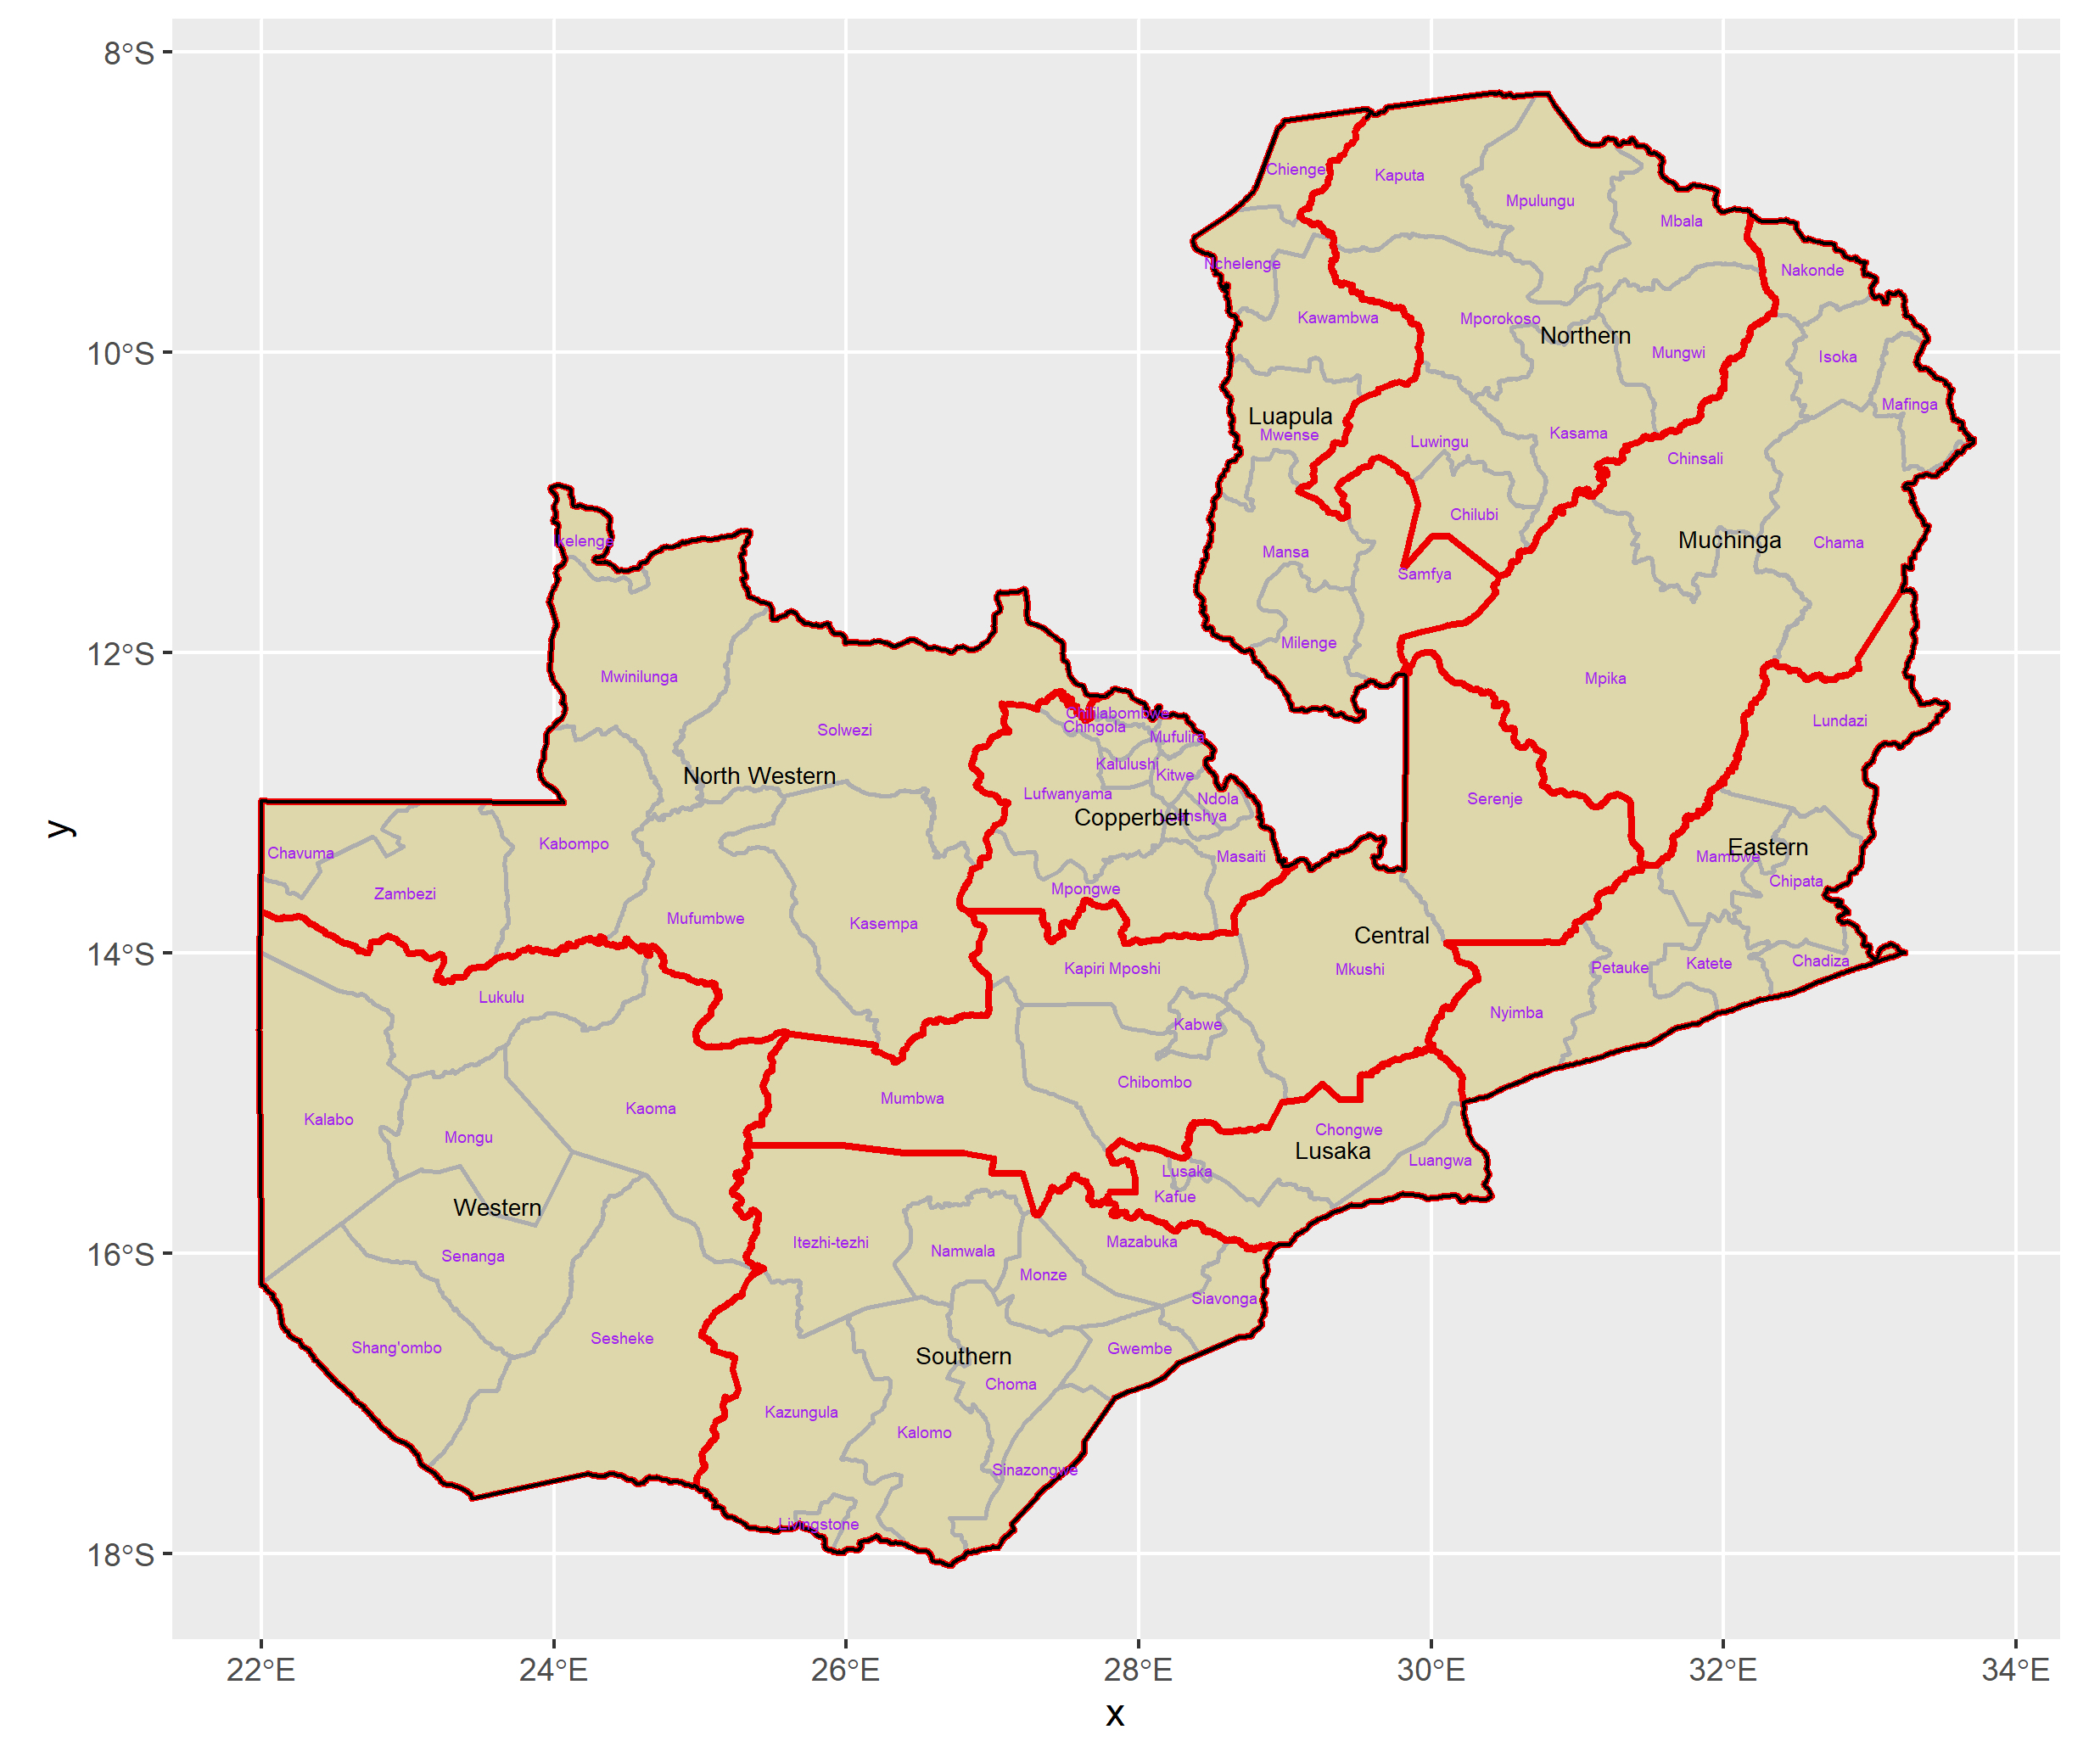 8°S
10°S
12°S
14°S
16°S
18°S
y
Chienge
Kaputa
Mpulungu
Mbala
Nchelenge
Nakonde
Kawambwa
Mporokoso
Northern
Mungwi
Isoka
Mafinga
Luapula
Mwense
Luwingu
Kasama
Chinsali
Chilubi
Ikelenge
Mansa
Muchinga
Chama
Samfya
Milenge
Mwinilunga
Mpika
Solwezi
Chililabombwe
Chingola
Mufulira
Lundazi
North Western
Kalulushi
Kitwe
Lufwanyama
Ndola
Serenje
Copperbelt
Luanshya
Kabompo
Chavuma
Masaiti
Mambwe
Eastern
Chipata
Zambezi
Mpongwe
Mufumbwe
Kasempa
Central
Kapiri Mposhi
Mkushi
Petauke
Katete
Chadiza
Lukulu
Nyimba
Kabwe
Chibombo
Mumbwa
Kaoma
Kalabo
Mongu
Chongwe
Lusaka
Luangwa
Lusaka
Kafue
Western
Senanga
Itezhi-tezhi
Namwala
Mazabuka
Monze
Siavonga
Shang'ombo
Sesheke
Gwembe
Southern
Choma
Kazungula
Kalomo
Sinazongwe
Livingstone
22°E
24°E
26°E
28°E
30°E
32°E
34°E
x